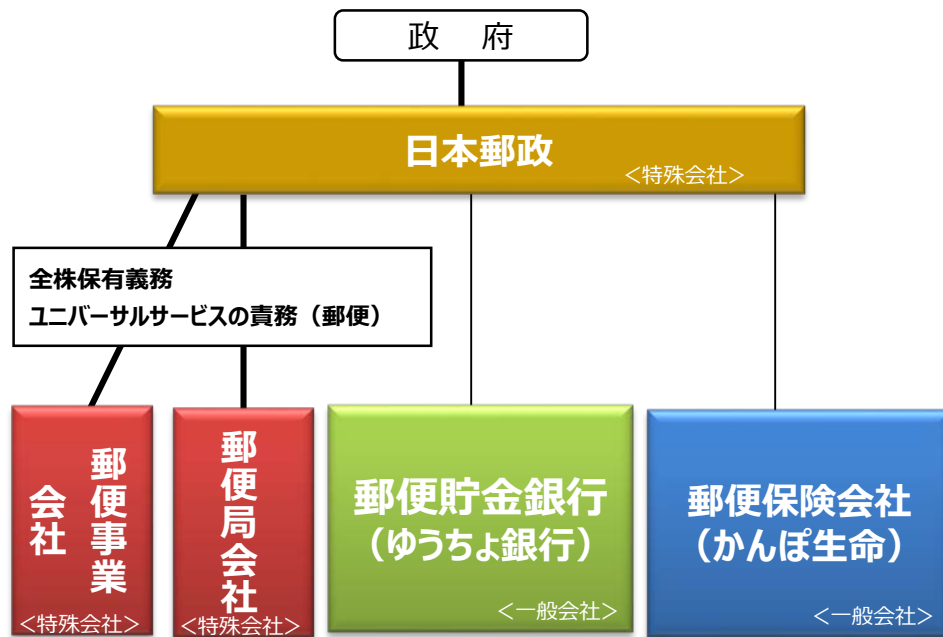 政　府
日本郵政
＜特殊会社＞
全株保有義務
ユニバーサルサービスの責務（郵便）
郵便事業
会社
＜特殊会社＞
郵便局会社
＜特殊会社＞
郵便貯金銀行
（ゆうちょ銀行）
＜一般会社＞
郵便保険会社
（かんぽ生命）
＜一般会社＞